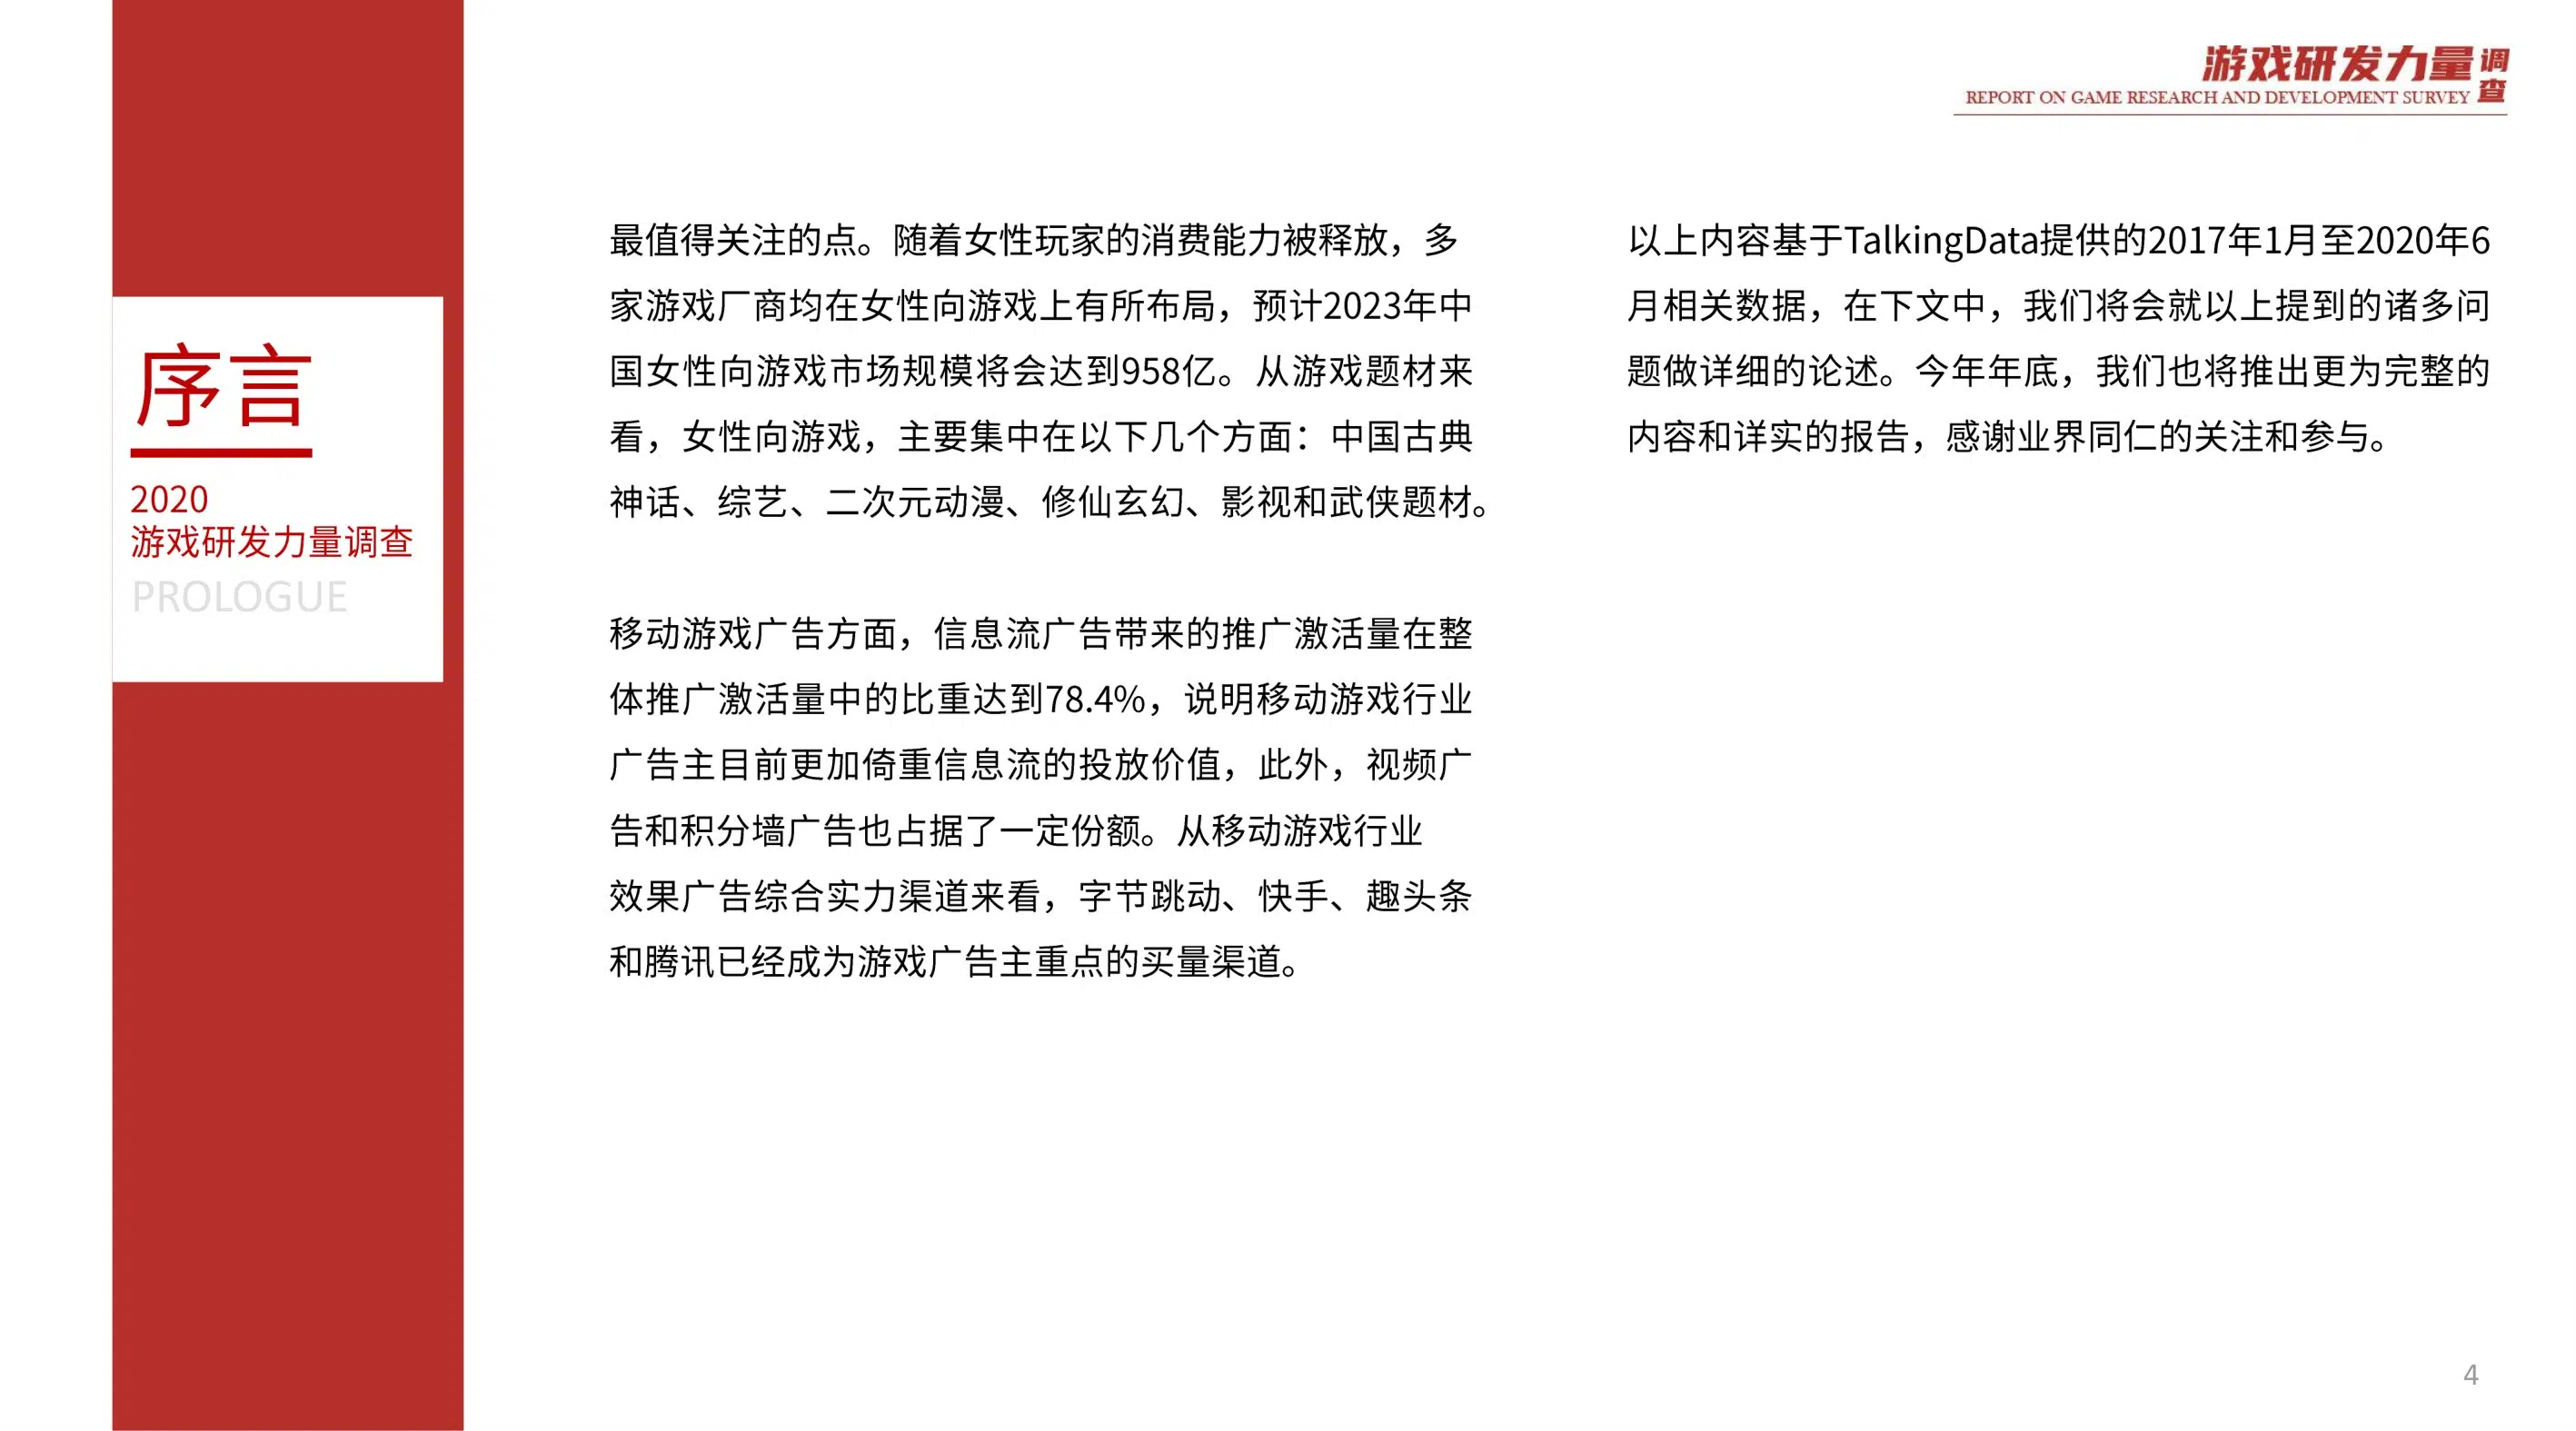 游戏研发力量调查
REPORT ON GAME RESEARCH AND DEVELOPMENT SURVEY
序言
2020
游戏研发力量调查
PROLOGUE
最值得关注的点。随着女性玩家的消费能力被释放，多
家游戏厂商均在女性向游戏上有所布局，预计2023年中
国女性向游戏市场规模将会达到958亿。从游戏题材来
看，女性向游戏，主要集中在以下几个方面：中国古典
神话、综艺、二次元动漫、修仙玄幻、影视和武侠题材。
移动游戏广告方面，信息流广告带来的推广激活量在整
体推广激活量中的比重达到78.4%，说明移动游戏行业
广告主目前更加倚重信息流的投放价值，此外，视频广
告和积分墙广告也占据了一定份额。从移动游戏行业
效果广告综合实力渠道来看，字节跳动、快手、趣头条
和腾讯已经成为游戏广告主重点的买量渠道。
以上内容基于TalkingData提供的2017年1月至2020年6
月相关数据，在下文中，我们将会就以上提到的诸多问
题做详细的论述。今年年底，我们也将推出更为完整的
内容和详实的报告，感谢业界同仁的关注和参与。
4